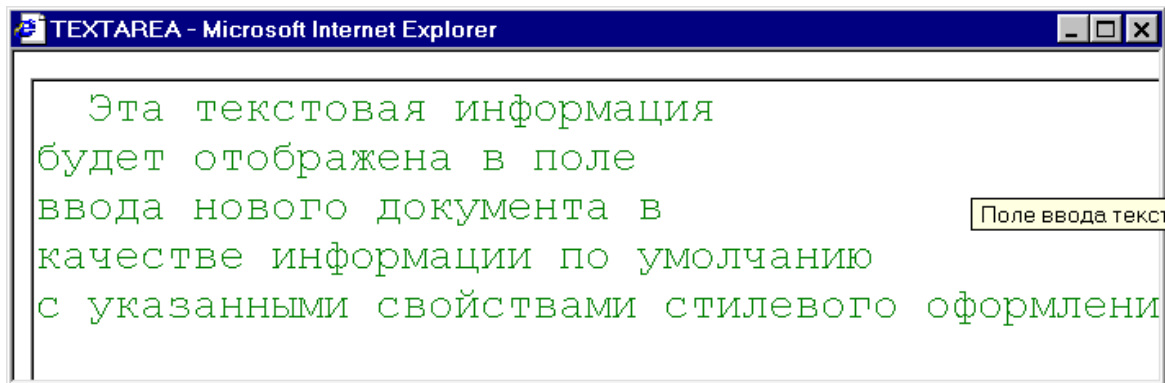 TEXTAREA - Microsoft Internet Explorer
Эта текстовая информация
будет отображена в поле
ввода нового документа в
Поле ввода текст
качестве информации по умолчанию
с указанными свойствами стилевого оформлени